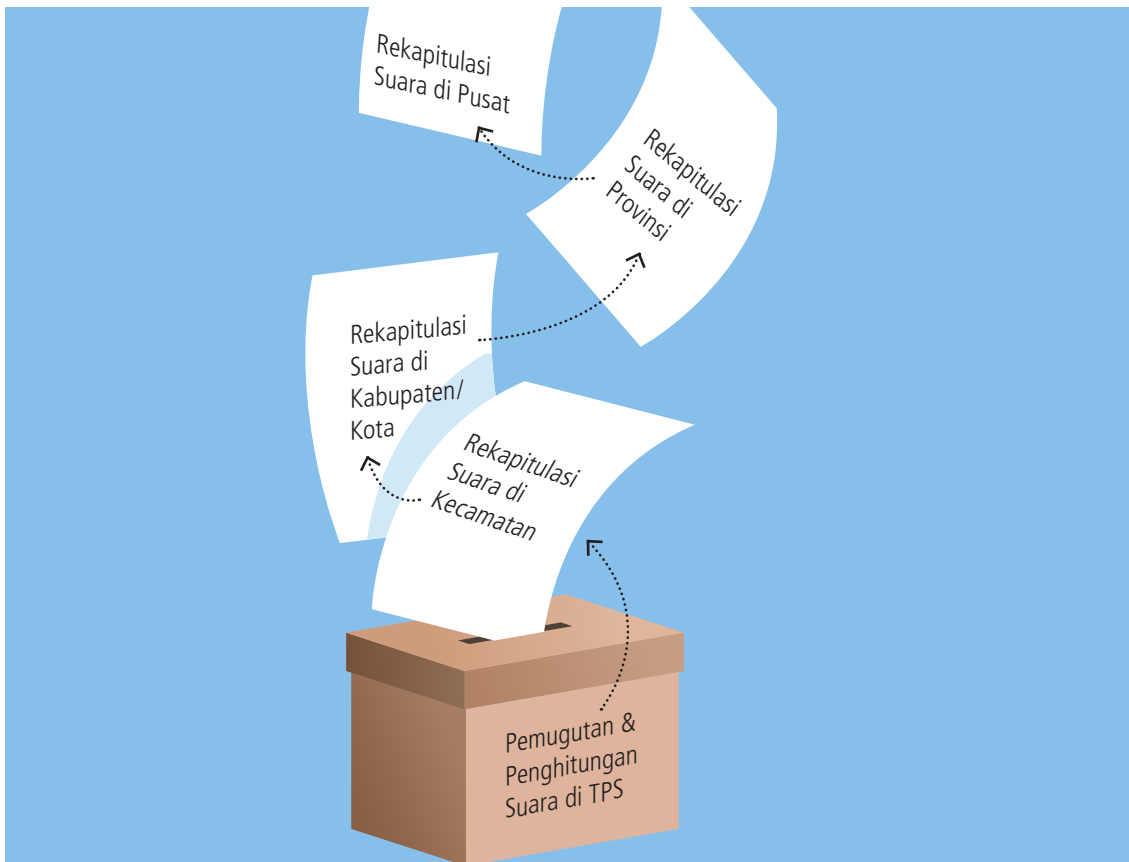 Rekapitulasi
Suara di Pusat
Rekapitulasi
Suara di
Provinsi
Rekapitulasi
Suara di
Kabupaten/
Kota
Rekapitulasi
Suara di
Kecamatan
Pemugutan &
Penghitungan
Suara di TPS